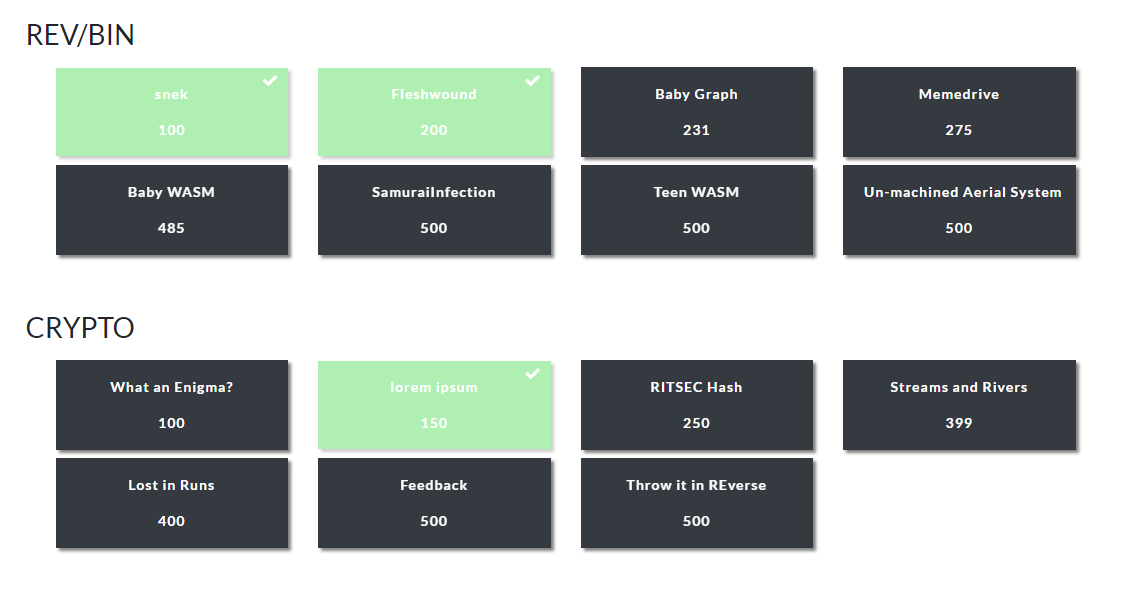 REV/BIN
snek
100
Fleshwound
200
Baby Graph
231
Memedrive
275
Baby WASM
485
SamuraiInfection
500
Teen WASM
500
Un-machined Aerial System
500
CRYPTO
What an Enigma?
100
lorem ipsum
150
RITSEC Hash
250
Streams and Rivers
399
Lost in Runs
400
Feedback
500
Throw it in REverse
500